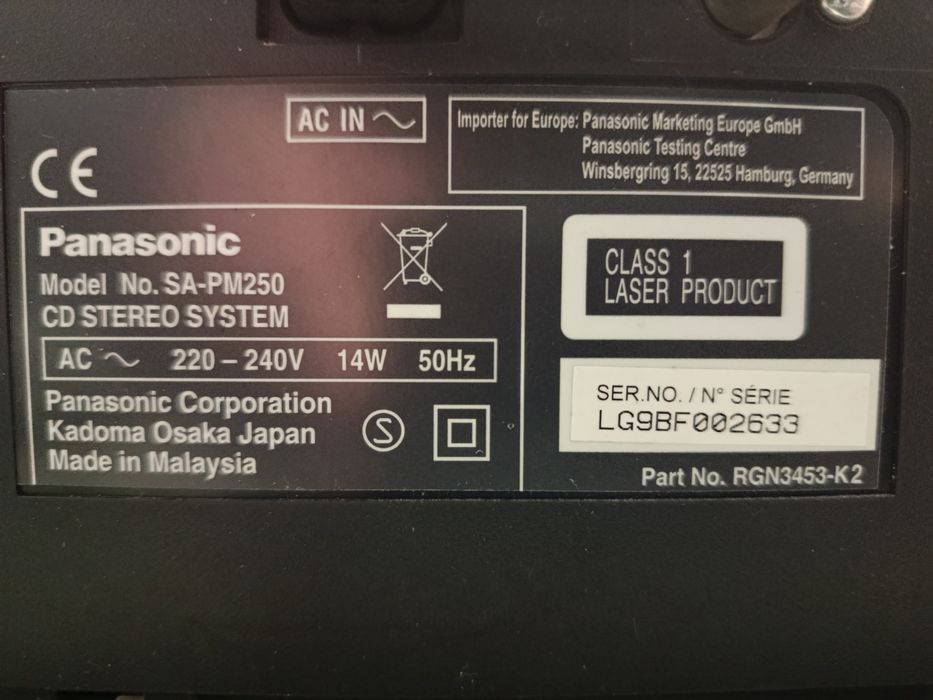 AC IN ~
Importer for Europe: Panasonic Marketing Europe GmbH
Panasonic Testing Centre
Winsbergring 15, 22525 Hamburg, Germany
CE
Panasonic
Model No. SA-PM250
CD STEREO SYSTEM
AC ~ 220 – 240V 14W 50Hz
Panasonic Corporation
Kadoma Osaka Japan
Made in Malaysia
S
CLASS 1
LASER PRODUCT
SER.NO. / N° SÉRIE
LG9BF002633
Part No. RGN3453-K2